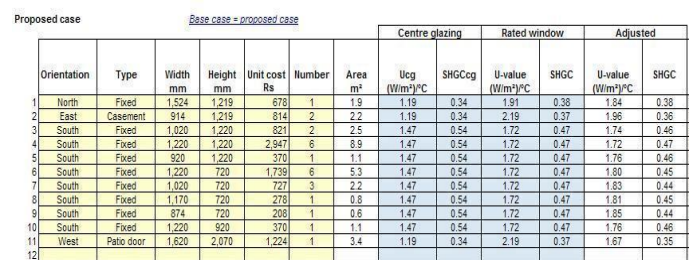 Proposed case Base case = proposed case
Centre glazing Rated window Adjusted
Orientation Type Width mm Height mm Unit cost Rs Number Area m² Ucg (W/m²)/°C SHGCcg U-value (W/m²)/°C SHGC U-value (W/m²)/°C SHGC
1 North Fixed 1,524 1,219 678 1 1.9 1.19 0.34 1.91 0.38 1.84 0.38
2 East Casement 914 1,219 814 2 2.2 1.19 0.34 2.19 0.37 1.96 0.36
3 South Fixed 1,020 1,220 821 2 2.5 1.47 0.54 1.72 0.47 1.74 0.46
4 South Fixed 1,220 1,220 2,947 6 8.9 1.47 0.54 1.72 0.47 1.72 0.47
5 South Fixed 920 1,220 370 1 1.1 1.47 0.54 1.72 0.47 1.76 0.46
6 South Fixed 1,220 720 1,739 6 5.3 1.47 0.54 1.72 0.47 1.80 0.45
7 South Fixed 1,020 720 727 3 2.2 1.47 0.54 1.72 0.47 1.83 0.44
8 South Fixed 1,170 720 278 1 0.8 1.47 0.54 1.72 0.47 1.81 0.45
9 South Fixed 874 720 208 1 0.6 1.47 0.54 1.72 0.47 1.85 0.44
10 South Fixed 1,220 920 370 1 1.1 1.47 0.54 1.72 0.47 1.76 0.46
11 West Patio door 1,620 2,070 1,224 1 3.4 1.19 0.34 2.19 0.37 1.67 0.35
12